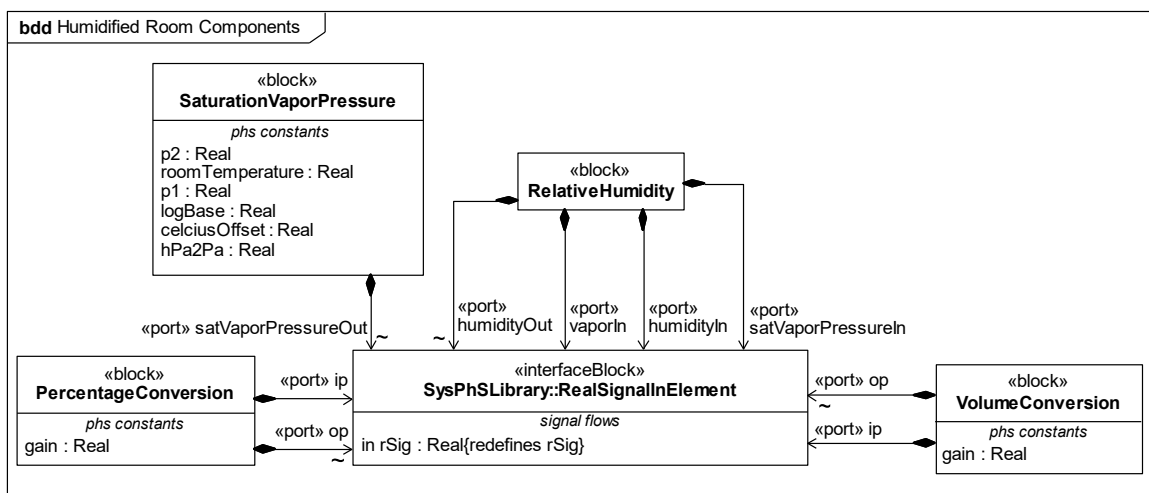 bdd Humidified Room Components
«block»
SaturationVaporPressure
phs constants
p2 : Real
roomTemperature : Real
p1 : Real
logBase : Real
celciusOffset : Real
hPa2Pa : Real
«block»
RelativeHumidity
«port» satVaporPressureOut
~
«port»
humidityOut
~
«port»
vaporIn
«port»
humidityIn
«port»
satVaporPressureIn
«block»
PercentageConversion
phs constants
gain : Real
«port» ip
«port» op
~
«interfaceBlock»
SysPhSLibrary::RealSignalInElement
signal flows
in rSig : Real{redefines rSig}
«port» op
~
«port» ip
«block»
VolumeConversion
phs constants
gain : Real